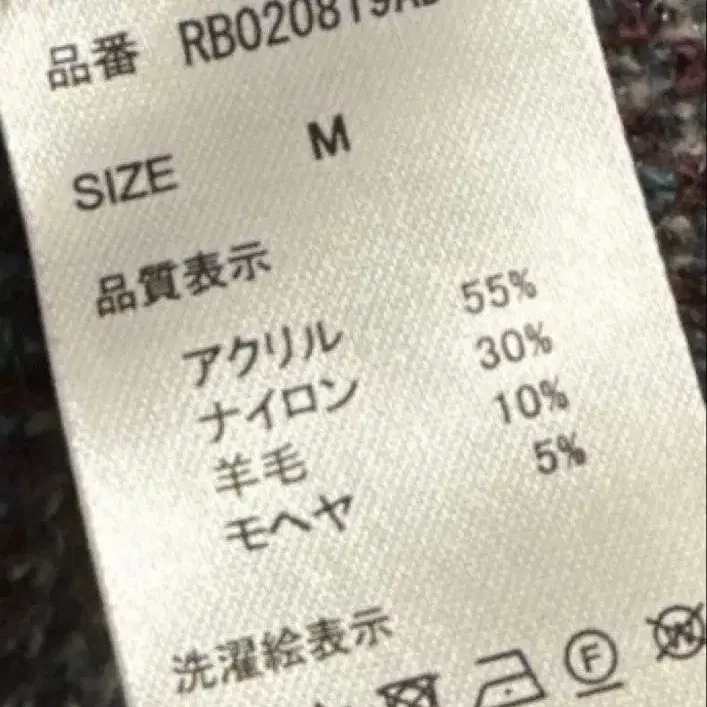 品番 RB020819AD
SIZE M
品質表示
アクリル 55%
ナイロン 30%
羊毛 10%
モヘヤ 5%
洗濯絵表示
F W